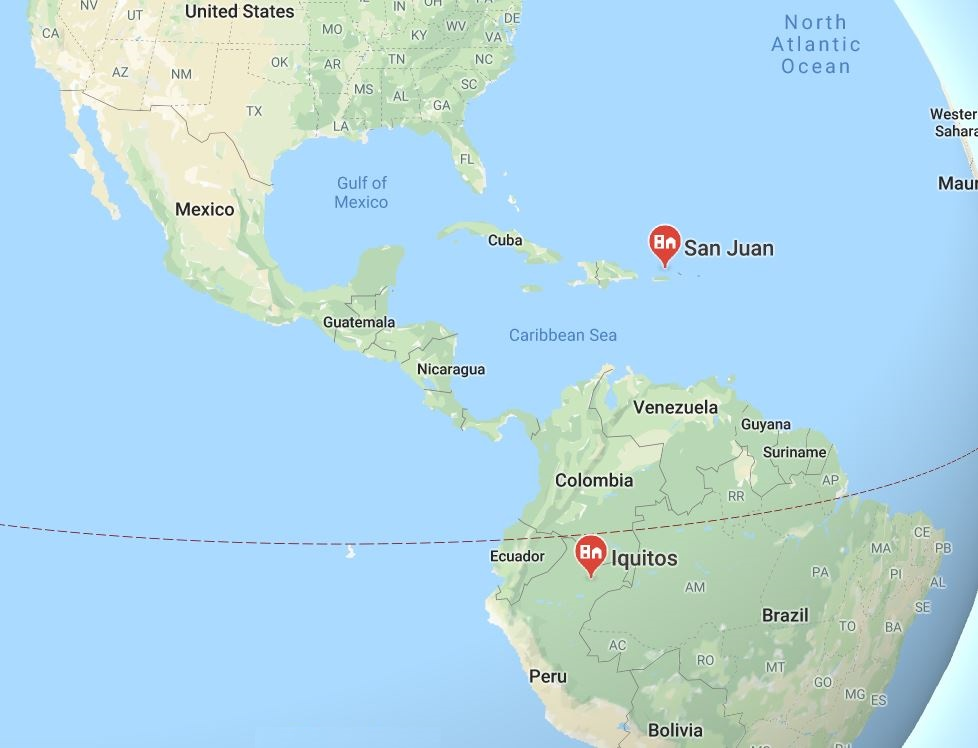 NV
UT
IN
OH
PA
DE
United States
MO
WV
CA
KY
VA
AZ
NM
OK
AR
TN
NC
MS
AL
GA
SC
TX
LA
FL
North
Atlantic
Ocean
Wester
Sahara
Maur
Gulf of
Mexico
Mexico
Cuba
San Juan
Guatemala
Caribbean Sea
Nicaragua
Venezuela
Guyana
Suriname
Colombia
RR
AP
Ecuador
Iquitos
AM
PA
MA
CE
PB
PI
AL
SE
Brazil
TO
BA
AC
RO
MT
Peru
GO
MG
ES
Bolivia